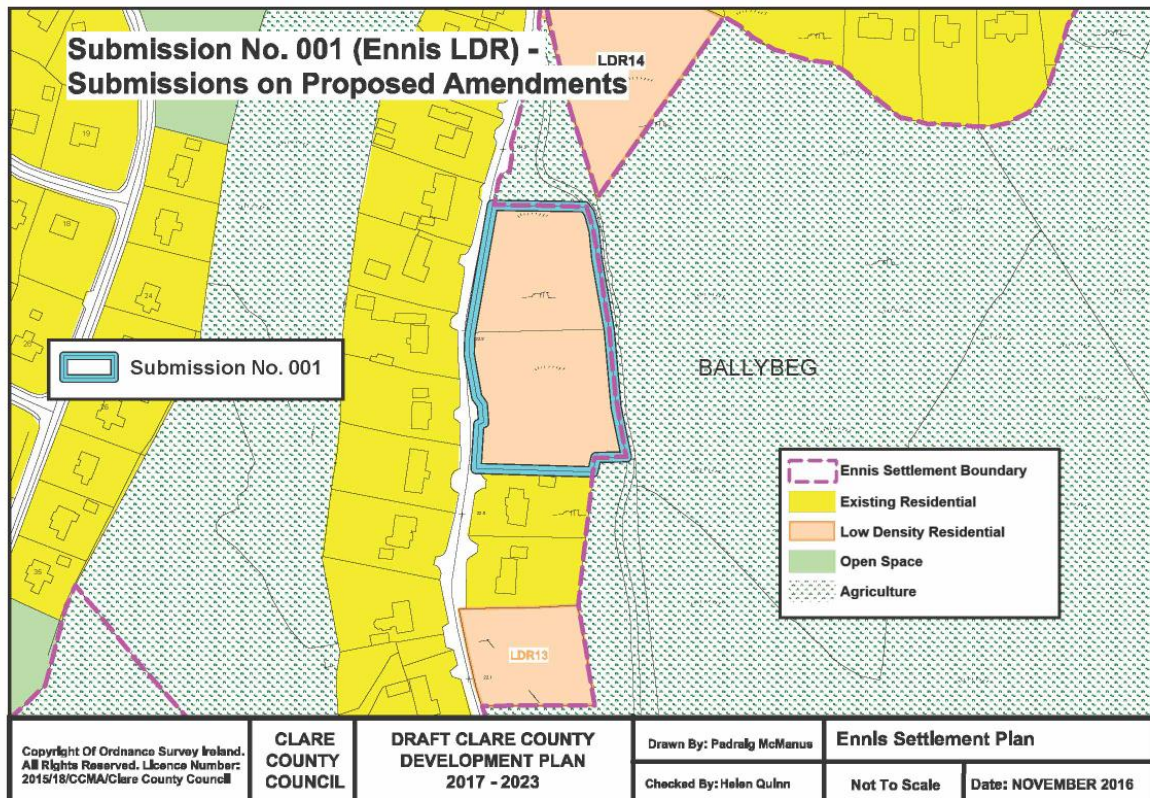 Submission No. 001 (Ennis LDR) -
Submissions on Proposed Amendments
LDR14
19
18
24
Submission No. 001
BALLYBEG
Ennis Settlement Boundary
Existing Residential
Low Density Residential
Open Space
Agriculture
LDR13
Copyright Of Ordnance Survey Ireland.
All Rights Reserved. Licence Number:
2015/18/CCMA/Clare County Council
CLARE
COUNTY
COUNCIL
DRAFT CLARE COUNTY
DEVELOPMENT PLAN
2017 - 2023
Drawn By: Padraig McManus
Checked By: Helen Quinn
Ennis Settlement Plan
Not To Scale
Date: NOVEMBER 2016